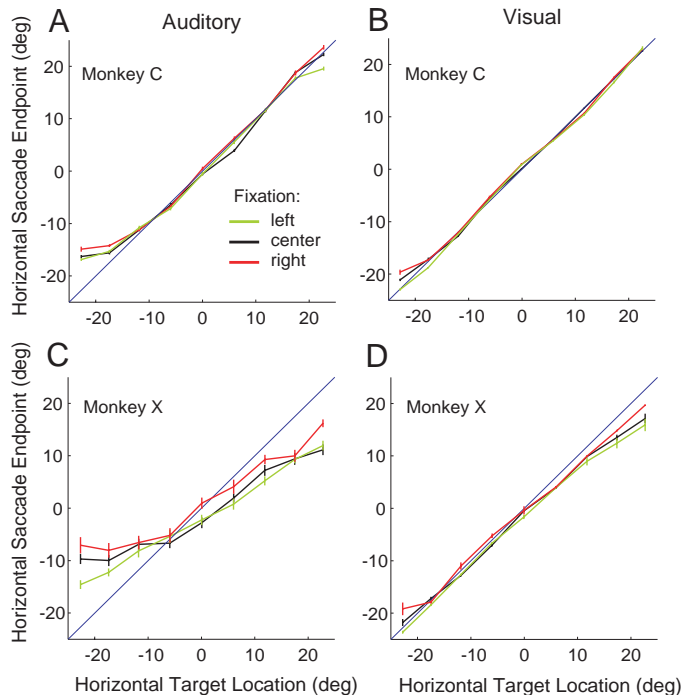 A
Auditory
B
Visual
Horizontal Saccade Endpoint (deg)
Monkey C
20
10
0
-10
-20
Fixation:
left
center
right
-20 -10 0 10 20
Monkey C
20
10
0
-10
-20
-20 -10 0 10 20
C
D
Horizontal Saccade Endpoint (deg)
Monkey X
20
10
0
-10
-20
-20 -10 0 10 20
Horizontal Target Location (deg)
Monkey X
20
10
0
-10
-20
-20 -10 0 10 20
Horizontal Target Location (deg)